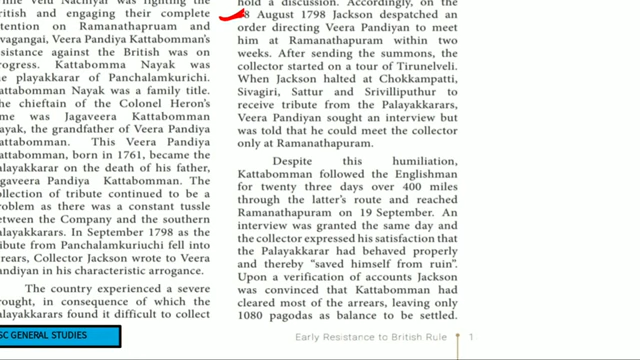 British and engaging their complete
attention on Ramanathapruam and
Sivagangai, Veera Pandiya Kattabomman's
resistance against the British was on
progress. Kattabomma Nayak was
the playakkarar of Panchalamkurichi.
Kattabomman Nayak was a family title.
The chieftain of the Colonel Heron's
time was Jagaveera Kattabomman
Nayak, the grandfather of Veera Pandiya
Kattabomman. This Veera Pandiya
Kattabomman, born in 1761, became the
Palayakkarar on the death of his father,
Jagaveera Pandiya Kattabomman. The
collection of tribute continued to be a
problem as there was a constant tussle
between the Company and the southern
Palayakkarars. In September 1798 as the
tribute from Panchalamkuriuchi fell into
arrears, Collector Jackson wrote to Veera
Pandiyan in his characteristic arrogance.
The country experienced a severe
drought, in consequence of which the
Palayakkarars found it difficult to collect
hold a discussion. Accordingly, on the
August 1798 Jackson despatched an
order directing Veera Pandiyan to meet
him at Ramanathapuram within two
weeks. After sending the summons, the
collector started on a tour of Tirunelveli.
When Jackson halted at Chokkampatti,
Sivagiri, Sattur and Srivilliputhur to
receive tribute from the Palayakkarars,
Veera Pandiyan sought an interview but
was told that he could meet the collector
only at Ramanathapuram.
Despite this humiliation,
Kattabomman followed the Englishman
for twenty three days over 400 miles
through the latter's route and reached
Ramanathapuram on 19 September. An
interview was granted the same day and
the collector expressed his satisfaction that
the Palayakkarar had behaved properly
and thereby "saved himself from ruin".
Upon a verification of accounts Jackson
was convinced that Kattabomman had
cleared most of the arrears, leaving only
1080 pagodas as balance to be settled.
SC GENERAL STUDIES
Early Resistance to British Rule 1